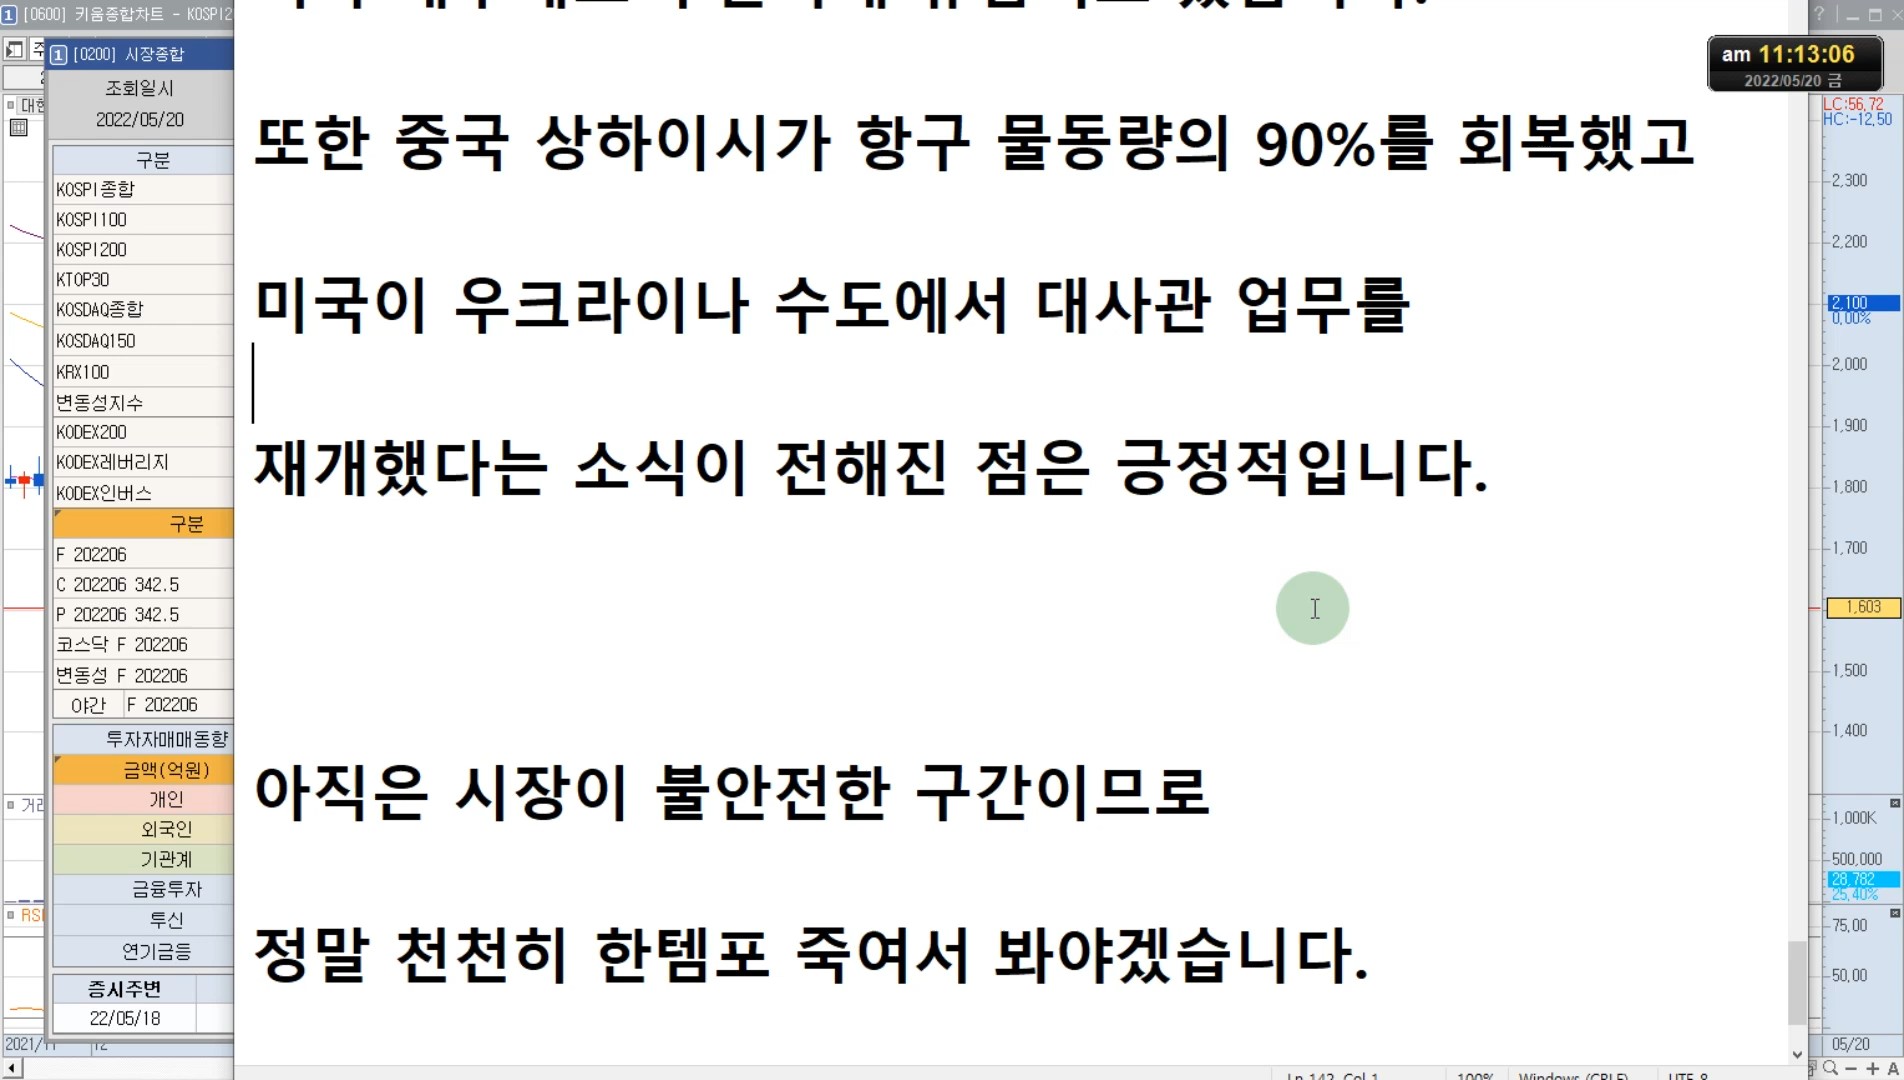 [0600] 키움종합차트 - KOSPI2
1 [0200] 시장종합
조회일시
2022/05/20
구분
KOSPI종합
KOSPI100
KOSPI200
KTOP30
KOSDAQ종합
KOSDAQ150
KRX100
변동성지수
KODEX200
KODEX레버리지
KODEX인버스
구분
F 202206
C 202206 342.5
P 202206 342.5
코스닥 F 202206
변동성 F 202206
야간 F 202206
투자자매매동향
금액(억원)
개인
외국인
기관계
금융투자
투신
연기금등
증시주변
22/05/18
2021/11 12
또한 중국 상하이시가 항구 물동량의 90%를 회복했고
미국이 우크라이나 수도에서 대사관 업무를
재개했다는 소식이 전해진 점은 긍정적입니다.
아직은 시장이 불안전한 구간이므로
정말 천천히 한템포 죽여서 봐야겠습니다.
Ln 142, Col 1 100% Windows (CRLF) UTF-8
am 11:13:06
2022/05/20 금
LC:56,72
HC:-12,50
2,300
2,200
2,100
0,00%
2,000
1,900
1,800
1,700
1,603
1,500
1,400
1,000K
500,000
28,782
25,40%
75,00
50,00
05/20
RSI